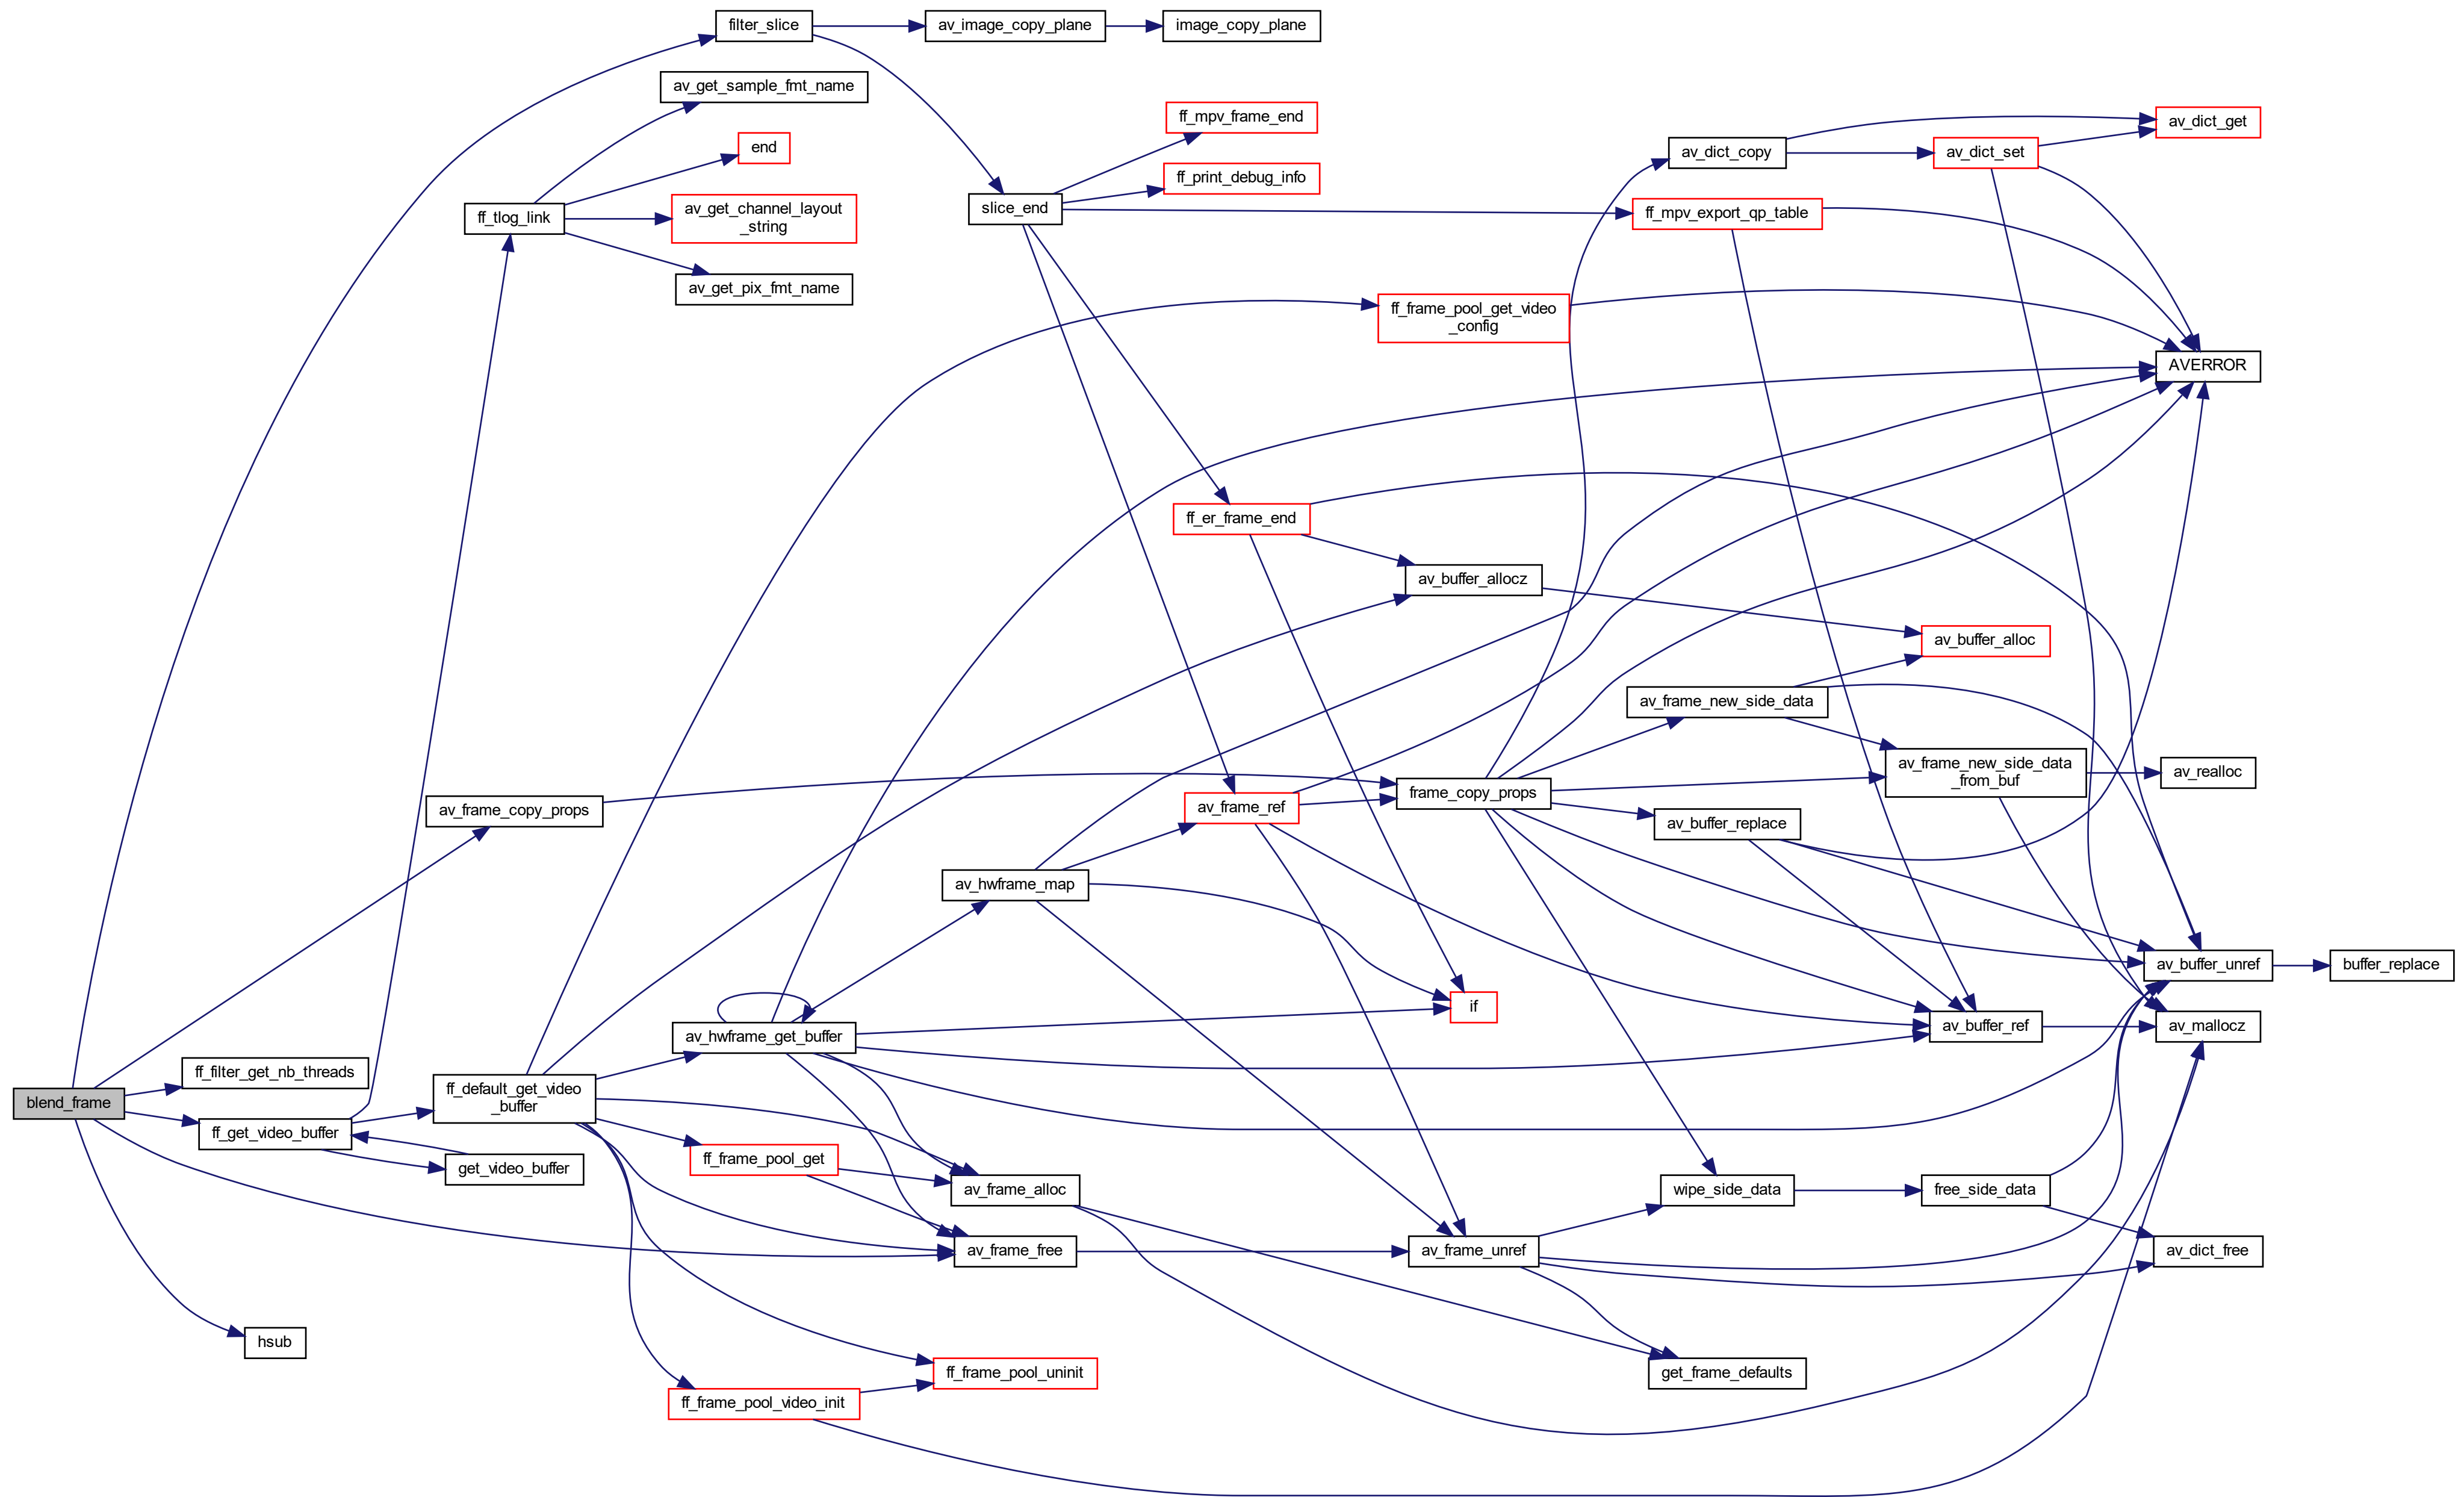 filter_slice
av_image_copy_plane
image_copy_plane
av_get_sample_fmt_name
ff_mpv_frame_end
av_dict_get
end
av_dict_copy
av_dict_set
ff_print_debug_info
slice_end
ff_tlog_link
av_get_channel_layout
_string
ff_mpv_export_qp_table
av_get_pix_fmt_name
ff_frame_pool_get_video
_config
AVERROR
ff_er_frame_end
av_buffer_allocz
av_buffer_alloc
av_frame_new_side_data
av_frame_new_side_data
_from_buf
av_realloc
frame_copy_props
av_frame_ref
av_frame_copy_props
av_buffer_replace
av_hwframe_map
av_buffer_unref
buffer_replace
if
av_buffer_ref
av_mallocz
av_hwframe_get_buffer
ff_filter_get_nb_threads
ff_default_get_video
_buffer
blend_frame
ff_get_video_buffer
ff_frame_pool_get
get_video_buffer
av_frame_alloc
wipe_side_data
free_side_data
av_frame_free
av_frame_unref
av_dict_free
hsub
ff_frame_pool_uninit
get_frame_defaults
ff_frame_pool_video_init